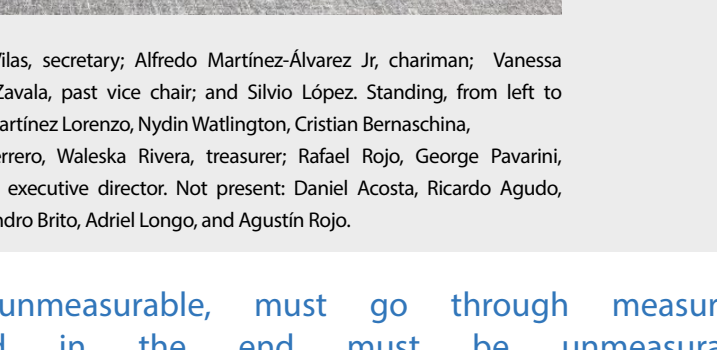 Vilas, secretary; Alfredo Martínez-Álvarez Jr, chariman; Vanessa
Zavala, past vice chair; and Silvio López. Standing, from left to
artínez Lorenzo, Nydin Watlington, Cristian Bernaschina,
rrero, Waleska Rivera, treasurer; Rafael Rojo, George Pavarini,
executive director. Not present: Daniel Acosta, Ricardo Agudo,
ndro Brito, Adriel Longo, and Agustín Rojo.
unmeasurable, must go through measur
in the end must be unmeasura